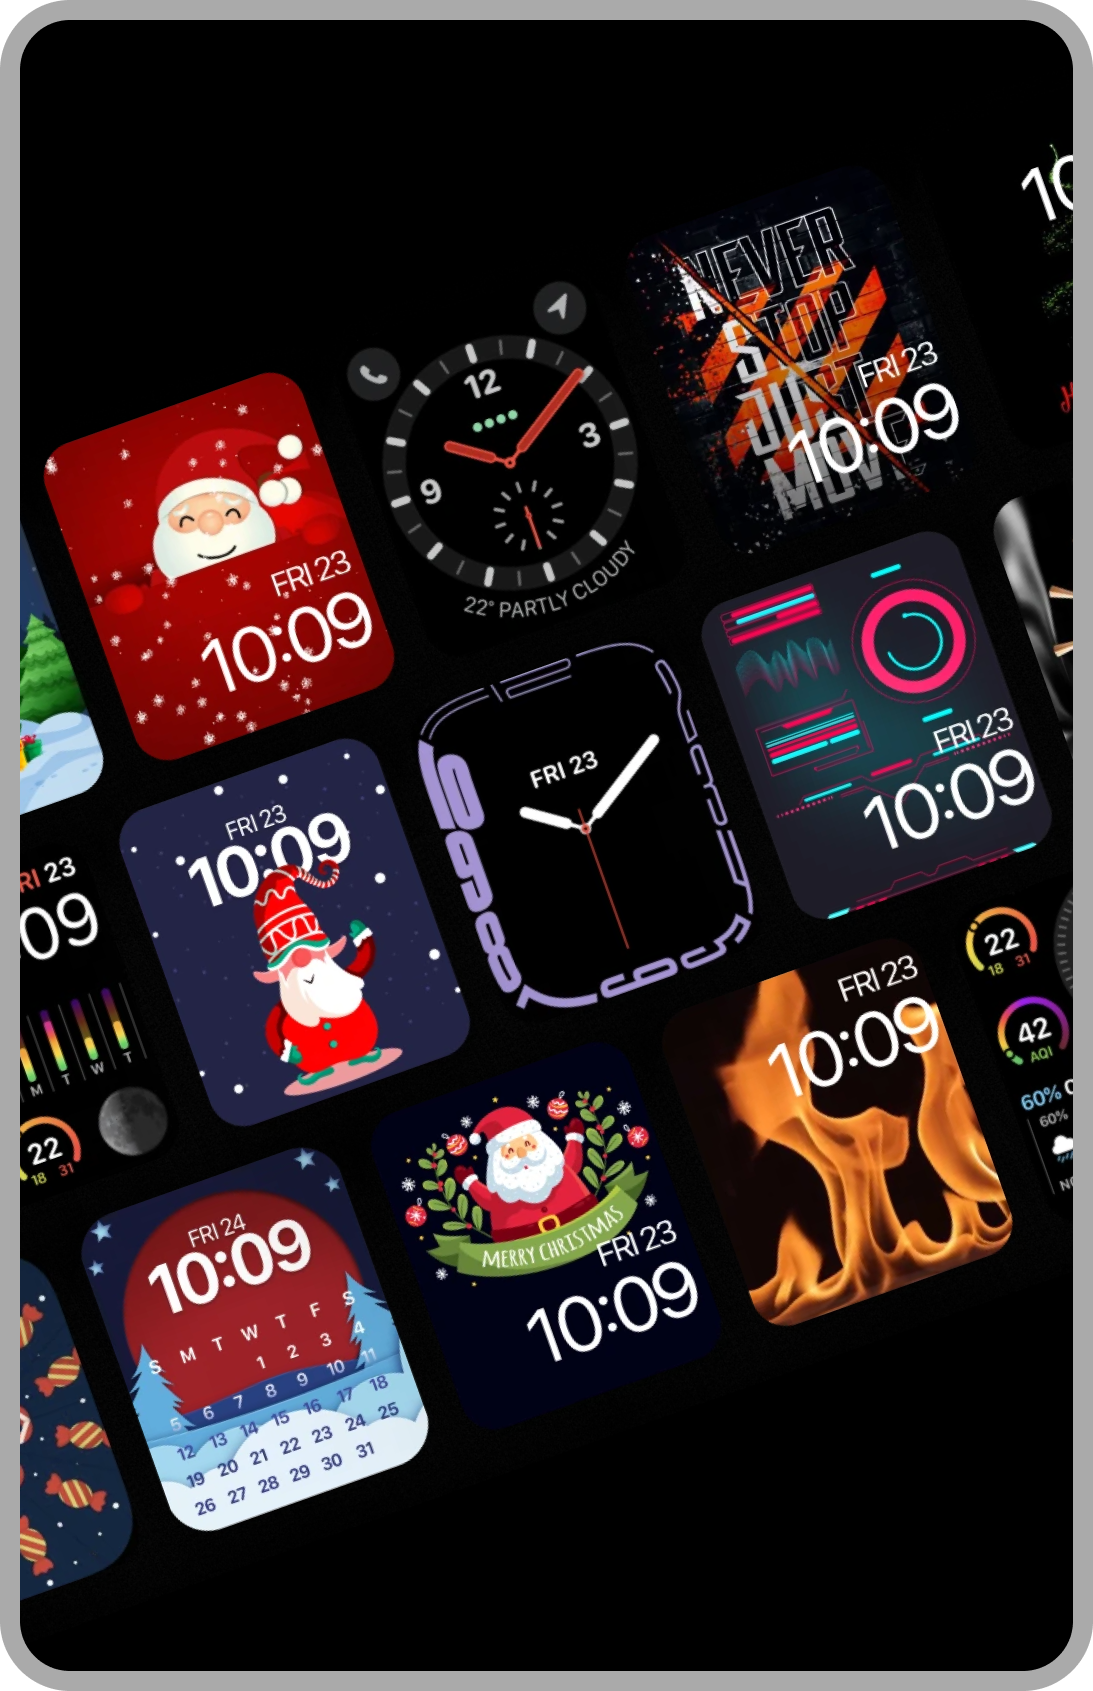 10
NEVER
STOP
JUST
MOVE
FRI 23
10:09
12
3
9
22° PARTLY CLOUDY
FRI 23
10:09
FRI 23
10:09
FRI 23
FRI 23
10:09
RI 23
09
M T W T
22
18 31
FRI 23
10:09
22
18 31
42
AQI
60%
60%
MERRY CHRISTMAS
FRI 23
10:09
FRI 24
10:09
S M T W T F S
1 2 3 4
5 6 7 8 9 10 11
12 13 14 15 16 17 18
19 20 21 22 23 24 25
26 27 28 29 30 31